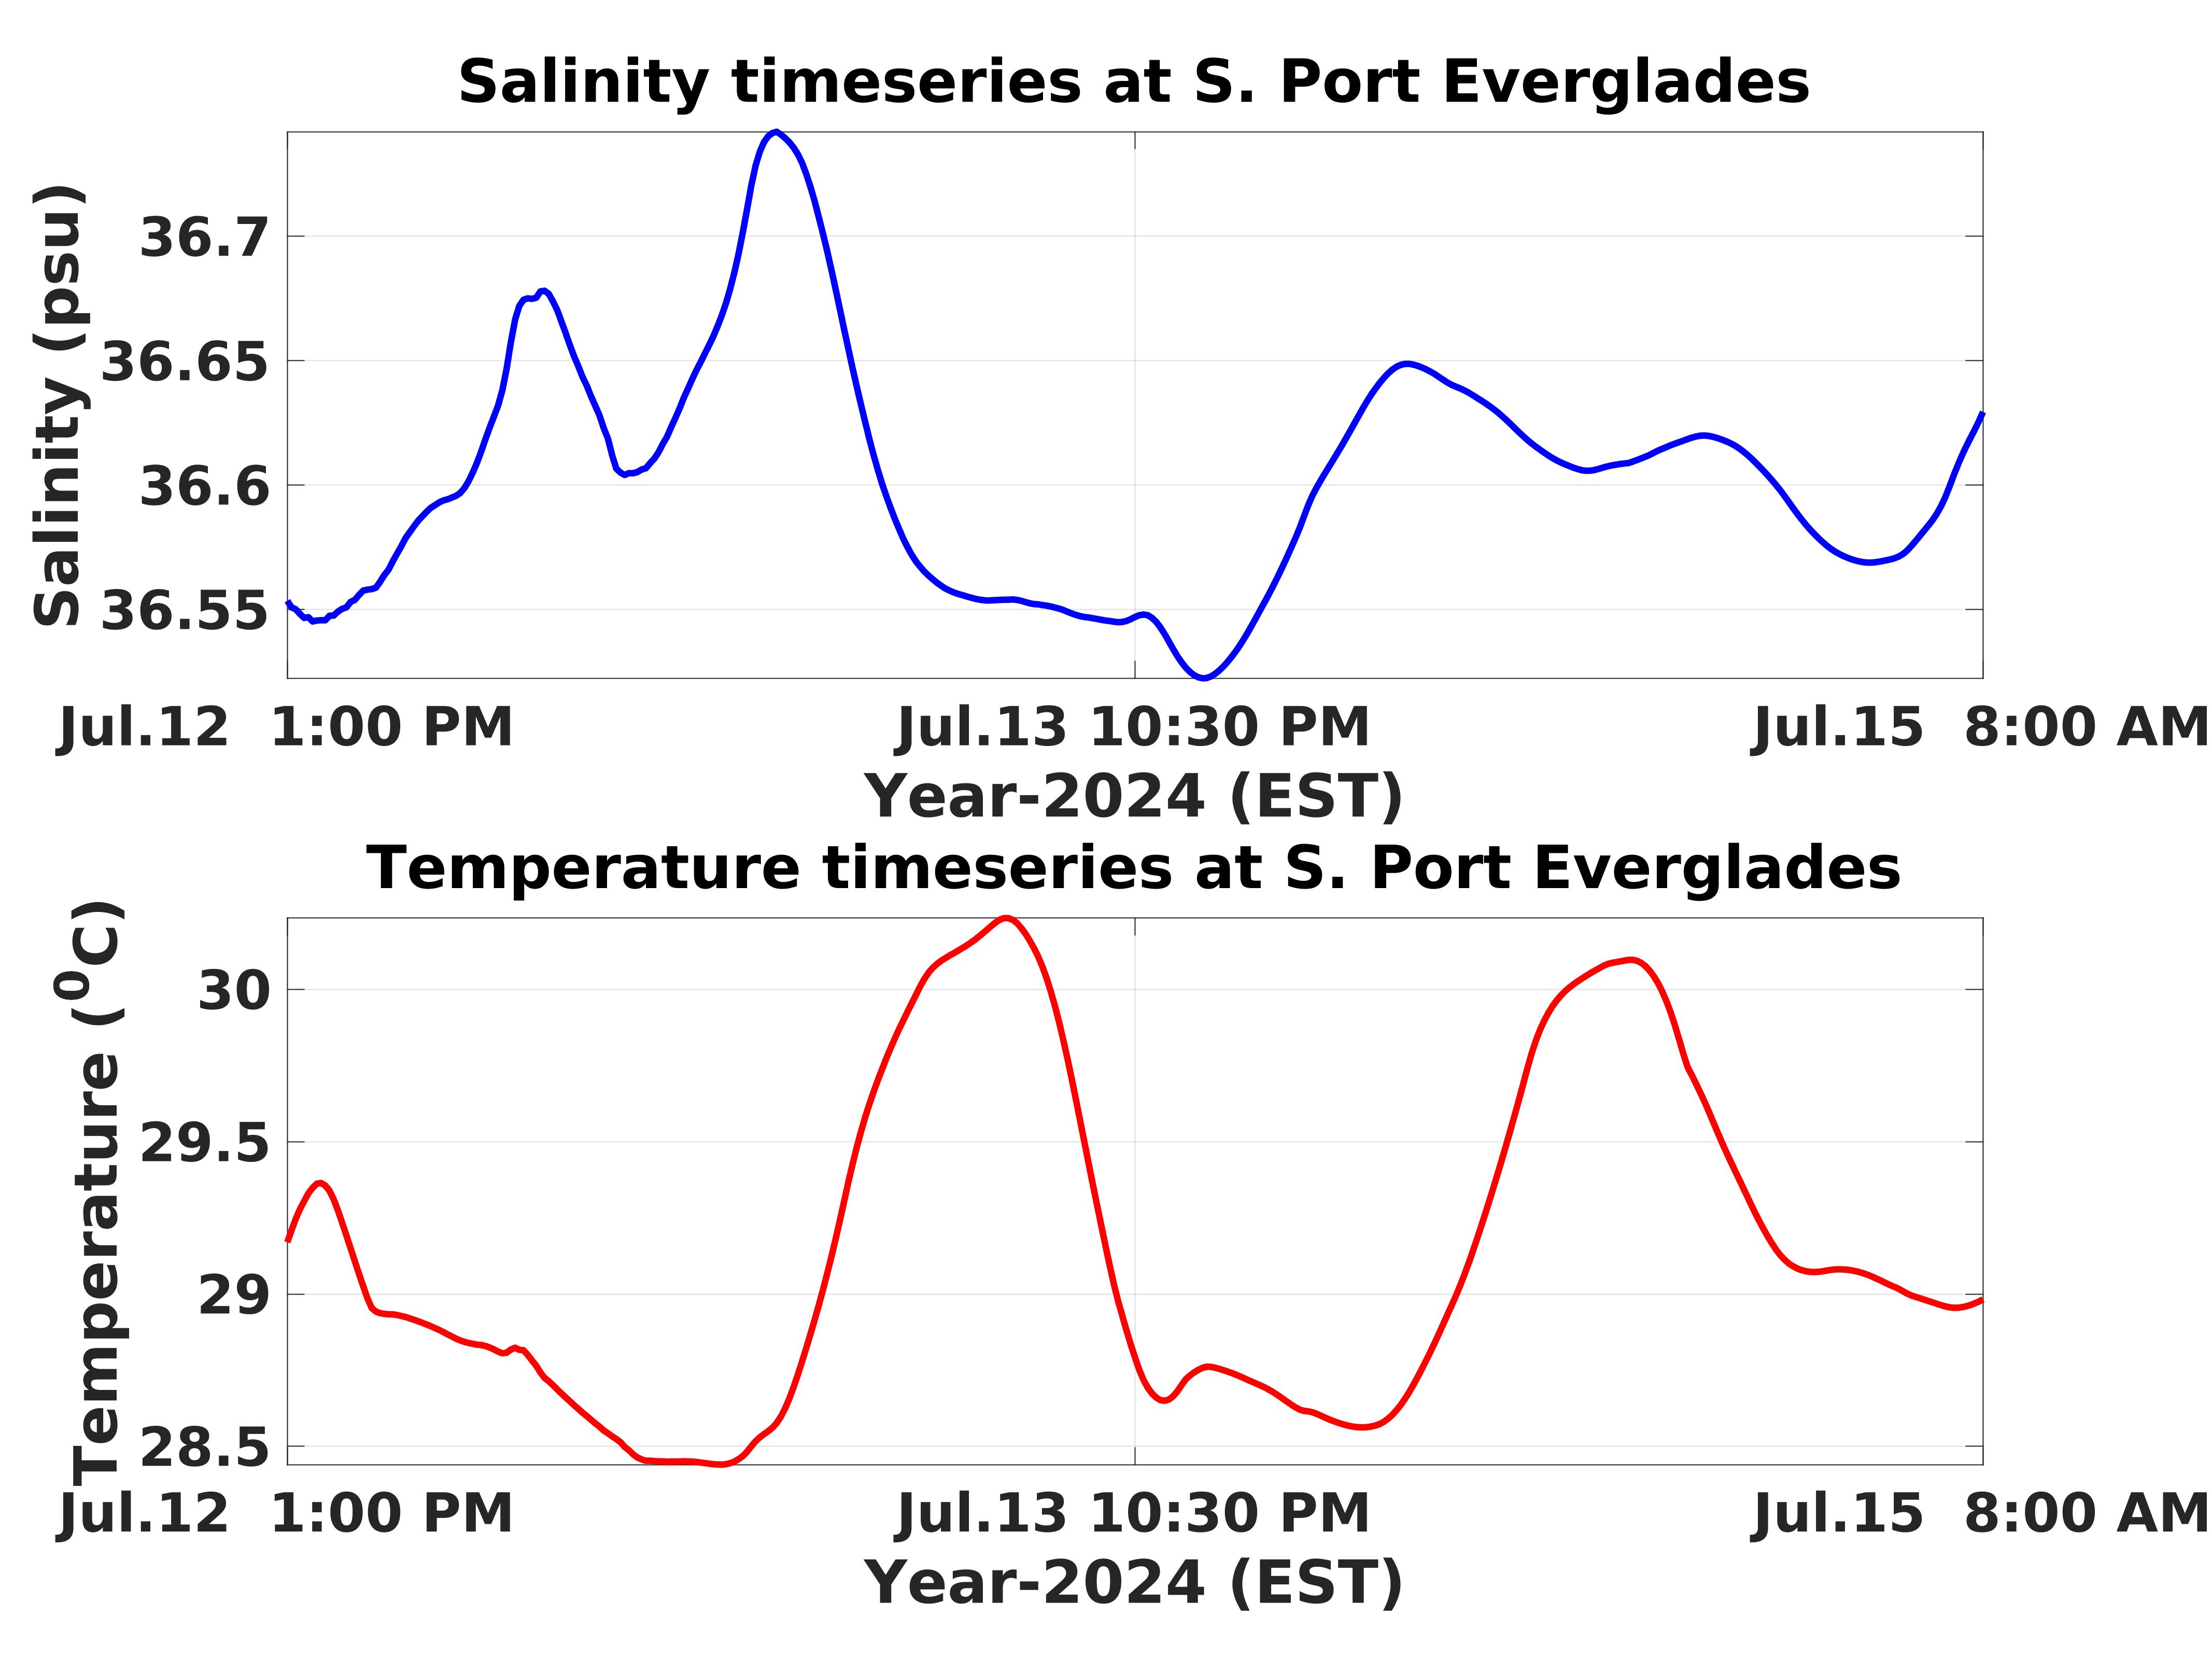 Salinity timeseries at S. Port Everglades
Salinity (psu)
36.7
36.65
36.6
36.55
Jul.12  1:00 PM
Jul.13 10:30 PM
Jul.15  8:00 AM
Year-2024 (EST)
Temperature timeseries at S. Port Everglades
Temperature (⁰C)
30
29.5
29
28.5
Jul.12  1:00 PM
Jul.13 10:30 PM
Jul.15  8:00 AM
Year-2024 (EST)